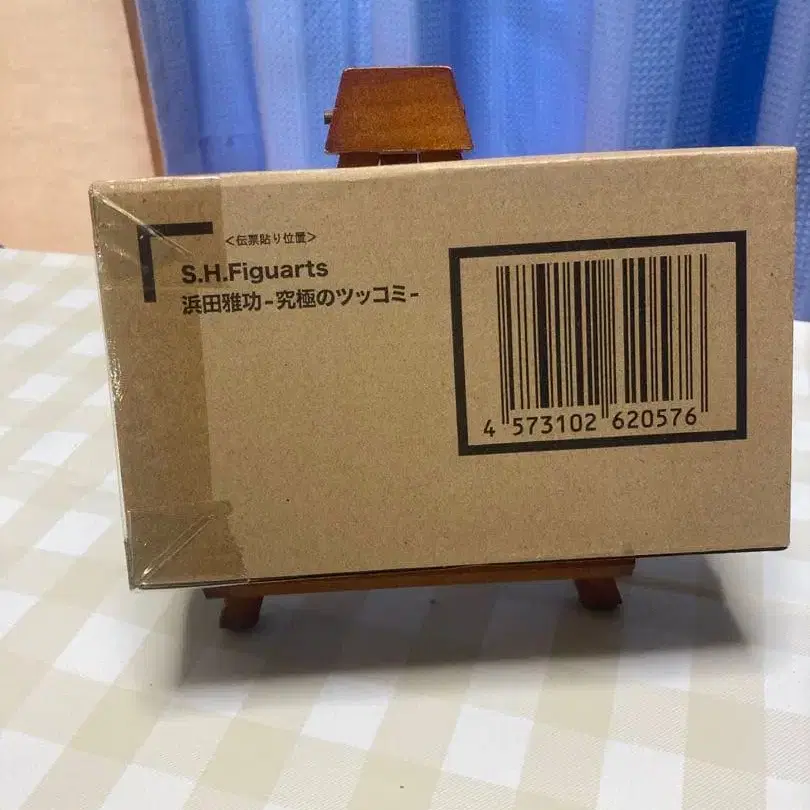 <伝票貼り位置>
S.H.Figuarts
浜田雅功-究極のツッコミ-
4 573102 620576